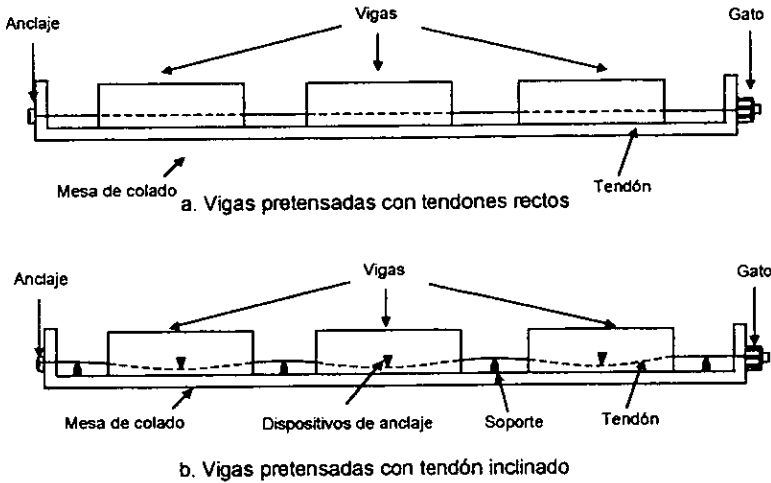 Vigas
Anclaje
Gato
Mesa de colado
Tendón
a. Vigas pretensadas con tendones rectos
Vigas
Anclaje
Gato
Mesa de colado
Dispositivos de anclaje
Soporte
Tendón
b. Vigas pretensadas con tendón inclinado